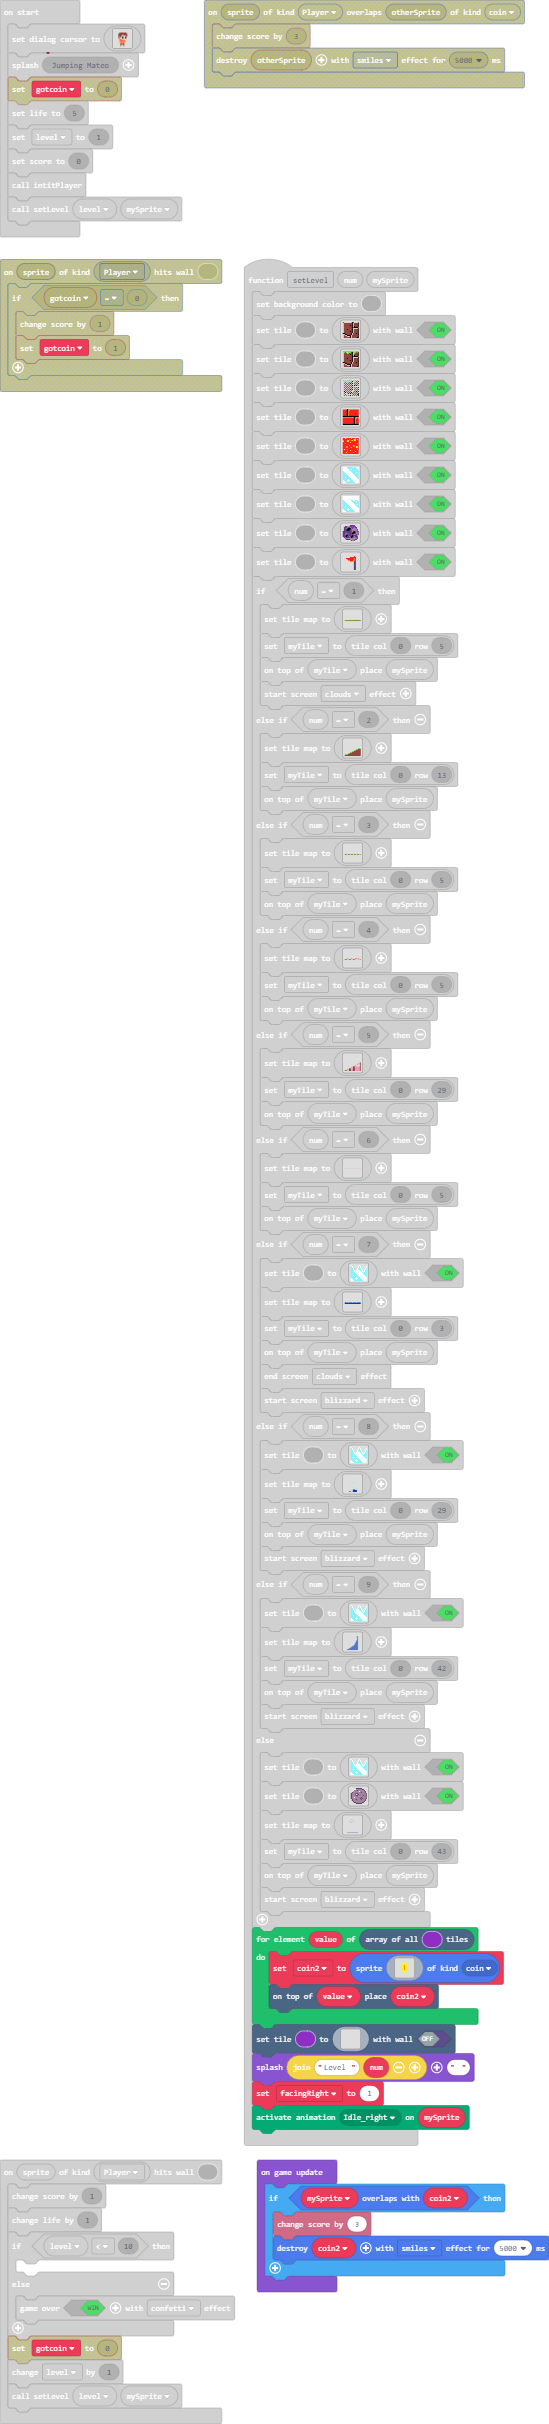 on start
set dialog cursor to
splash Jumping Mateo
set gotcoin to 0
set life to 5
set level to 1
set score to 0
call intitPlayer
call setLevel level mySprite
on sprite of kind Player overlaps otherSprite of kind coin
change score by 3
destroy otherSprite with smiles effect for 5000 ms
on sprite of kind Player hits wall
if gotcoin = 0 then
change score by 1
set gotcoin to 1
function setLevel num mySprite
set background color to
set tile to with wall ON
set tile to with wall ON
set tile to with wall ON
set tile to with wall ON
set tile to with wall ON
set tile to with wall ON
set tile to with wall ON
set tile to with wall ON
set tile to with wall ON
if num = 1 then
set tile map to
set myTile to tile col 0 row 5
on top of myTile place mySprite
start screen clouds effect
else if num = 2 then
set tile map to
set myTile to tile col 0 row 13
on top of myTile place mySprite
else if num = 3 then
set tile map to
set myTile to tile col 0 row 5
on top of myTile place mySprite
else if num = 4 then
set tile map to
set myTile to tile col 0 row 5
on top of myTile place mySprite
else if num = 5 then
set tile map to
set myTile to tile col 0 row 29
on top of myTile place mySprite
else if num = 6 then
set tile map to
set myTile to tile col 0 row 5
on top of myTile place mySprite
else if num = 7 then
set tile to with wall ON
set tile map to
set myTile to tile col 0 row 3
on top of myTile place mySprite
end screen clouds effect
start screen blizzard effect
else if num = 8 then
set tile to with wall ON
set tile map to
set myTile to tile col 0 row 29
on top of myTile place mySprite
start screen blizzard effect
else if num = 9 then
set tile to with wall ON
set tile map to
set myTile to tile col 0 row 42
on top of myTile place mySprite
start screen blizzard effect
else
set tile to with wall ON
set tile to with wall ON
set tile map to
set myTile to tile col 0 row 43
on top of myTile place mySprite
start screen blizzard effect
for element value of array of all tiles
do
set coin2 to sprite of kind coin
on top of value place coin2
set tile to with wall OFF
splash join "Level " num " "
set facingRight to 1
activate animation Idle_right on mySprite
on sprite of kind Player hits wall
change score by 1
change life by 1
if level < 10 then
else
game over WIN with confetti effect
set gotcoin to 0
change level by 1
call setLevel level mySprite
on game update
if mySprite overlaps with coin2 then
change score by 3
destroy coin2 with smiles effect for 5000 ms